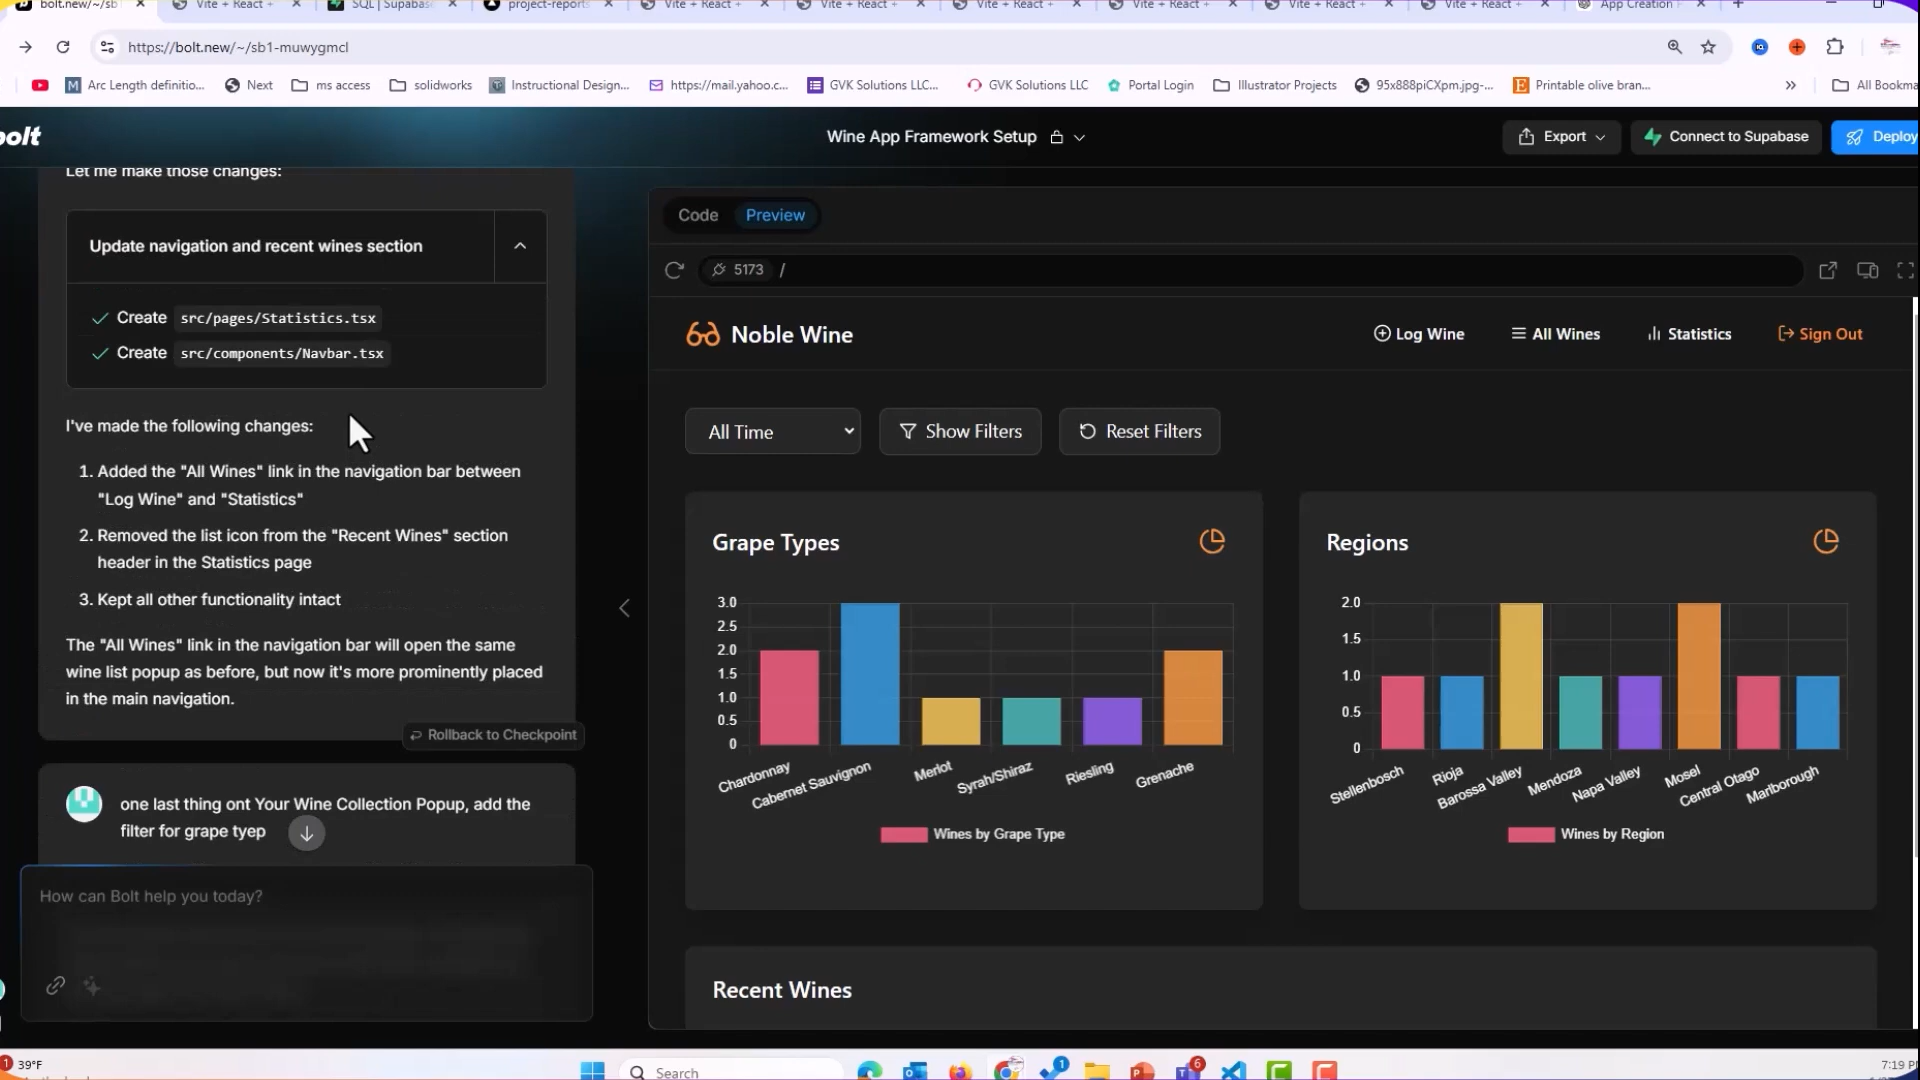 bolt.new/~/sb1
Vite + React
SQL | Supabase
project-reports
Vite + React
Vite + React
Vite + React
Vite + React
Vite + React
Vite + React
App Creation
https://bolt.new/~/sb1-muwygmcl
Arc Length definitio...
Next
ms access
solidworks
Instructional Design...
https://mail.yahoo.c...
GVK Solutions LLC...
GVK Solutions LLC
Portal Login
Illustrator Projects
95x888piCXpm.jpg-...
Printable olive bran...
All Bookma
bolt
Wine App Framework Setup
Export
Connect to Supabase
Deploy
Let me make those changes:
Update navigation and recent wines section
Create src/pages/Statistics.tsx
Create src/components/Navbar.tsx
I've made the following changes:
1. Added the "All Wines" link in the navigation bar between
"Log Wine" and "Statistics"
2. Removed the list icon from the "Recent Wines" section
header in the Statistics page
3. Kept all other functionality intact
The "All Wines" link in the navigation bar will open the same
wine list popup as before, but now it's more prominently placed
in the main navigation.
Rollback to Checkpoint
one last thing ont Your Wine Collection Popup, add the
filter for grape tyep
How can Bolt help you today?
Code
Preview
5173 /
Noble Wine
Log Wine
All Wines
Statistics
Sign Out
All Time
Show Filters
Reset Filters
Grape Types
3.0
2.5
2.0
1.5
1.0
0.5
0
Chardonnay
Cabernet Sauvignon
Merlot
Syrah/Shiraz
Riesling
Grenache
Wines by Grape Type
Regions
2.0
1.5
1.0
0.5
0
Stellenbosch
Rioja
Barossa Valley
Mendoza
Napa Valley
Mosel
Central Otago
Marlborough
Wines by Region
Recent Wines
1
39°F
Search
1
6
7:19 P